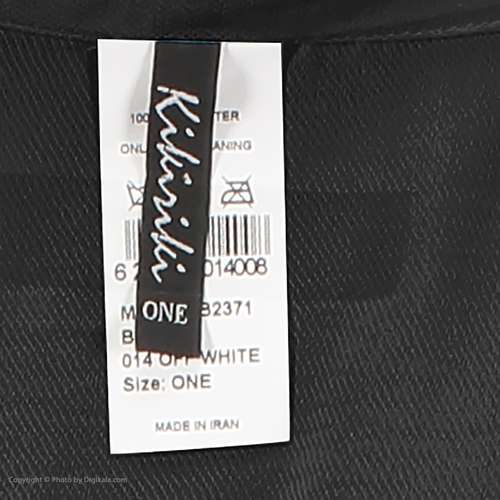 Kikiriki
ONE
100 TER
ONL ANING
6 2 014008
M B2371
B
014 OFF WHITE
Size: ONE
MADE IN IRAN
Copyright © Photo by Digikala.com